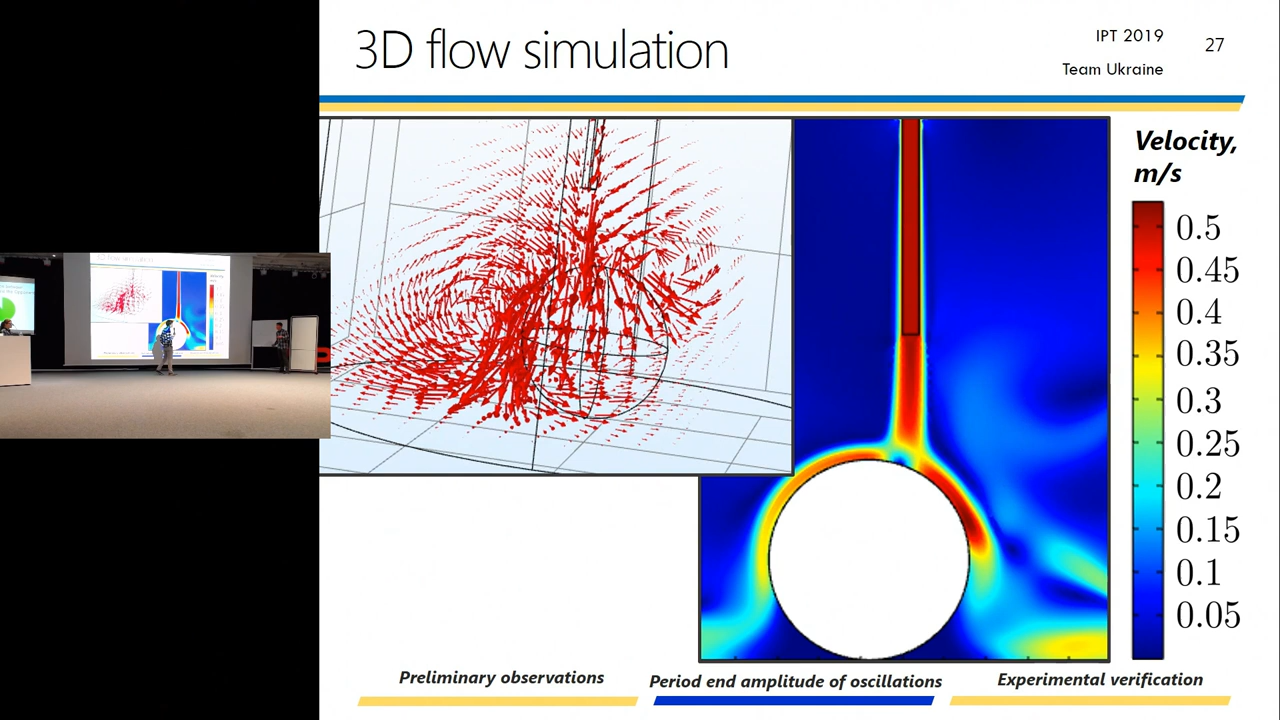 3D flow simulation
IPT 2019
27
Team Ukraine
Velocity,
m/s
0.5
0.45
0.4
0.35
0.3
0.25
0.2
0.15
0.1
0.05
Preliminary observations
Period end amplitude of oscillations
Experimental verification